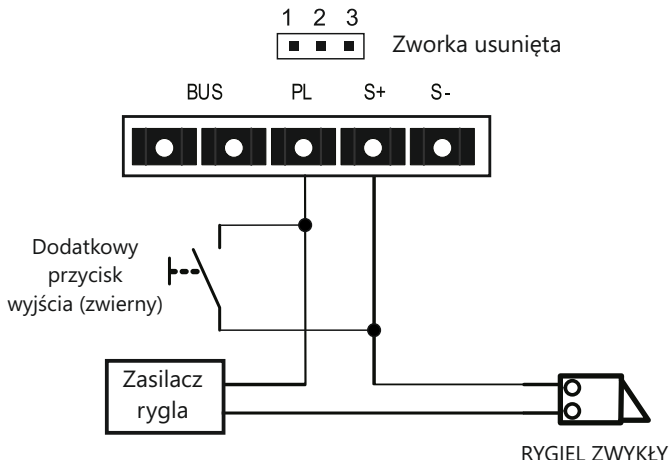 1 2 3
Zworka usunięta
BUS PL S+ S-
Dodatkowy
przycisk
wyjścia (zwierny)
Zasilacz
rygla
RYGIEL ZWYKŁY